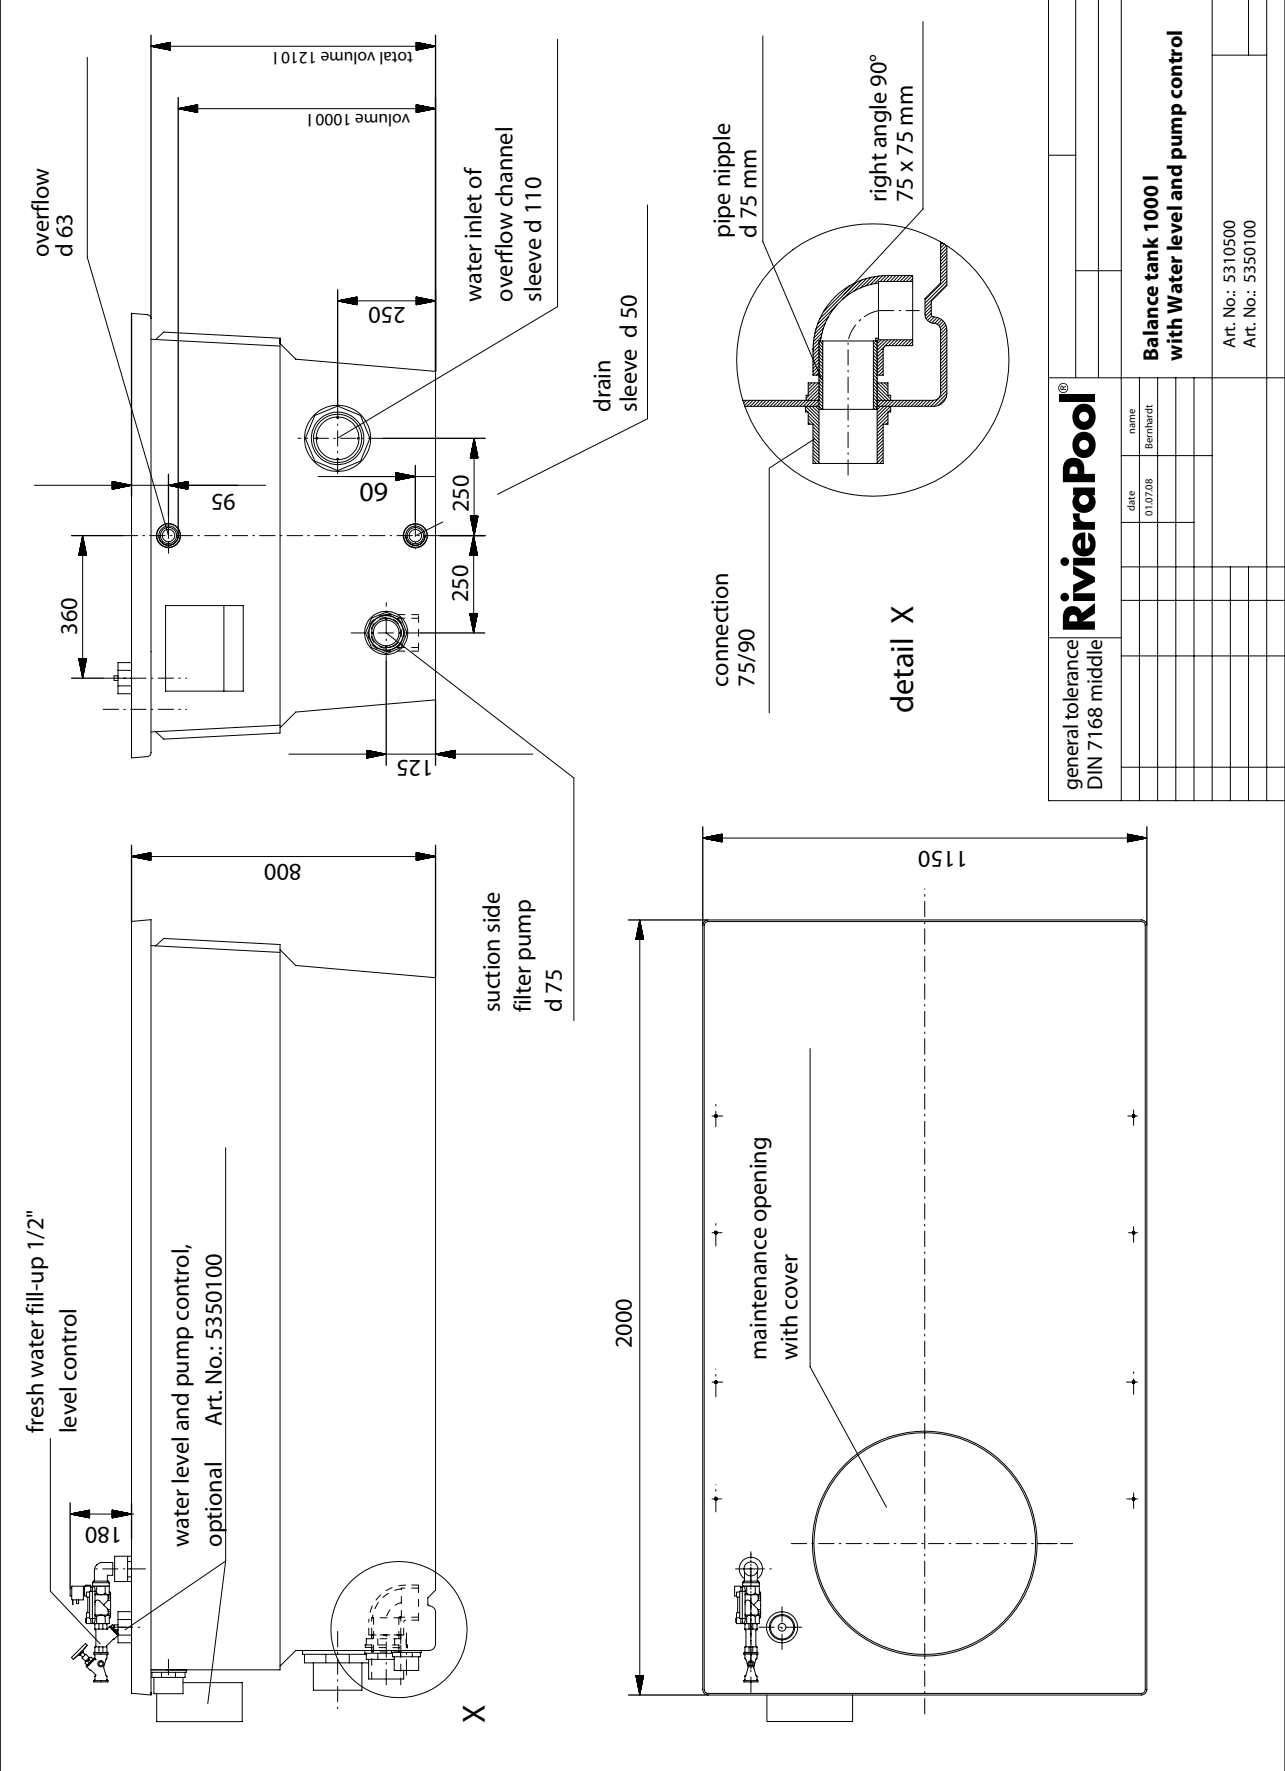 fresh water fill-up 1/2"
level control
180
water level and pump control,
optional Art. No.: 5350100
X
800
suction side
filter pump
d 75
overflow
d 63
total volume 1210 l
volume 1000 l
360
95
250
60
250
250
125
water inlet of
overflow channel
sleeve d 110
drain
sleeve d 50
2000
1150
maintenance opening
with cover
connection
75/90
pipe nipple
d 75 mm
right angle 90°
75 x 75 mm
detail X
general tolerance
DIN 7168 middle
RivieraPool®
date name
01.07.08 Bernhardt
Balance tank 1000 l
with Water level and pump control
Art. No.: 5310500
Art. No.: 5350100